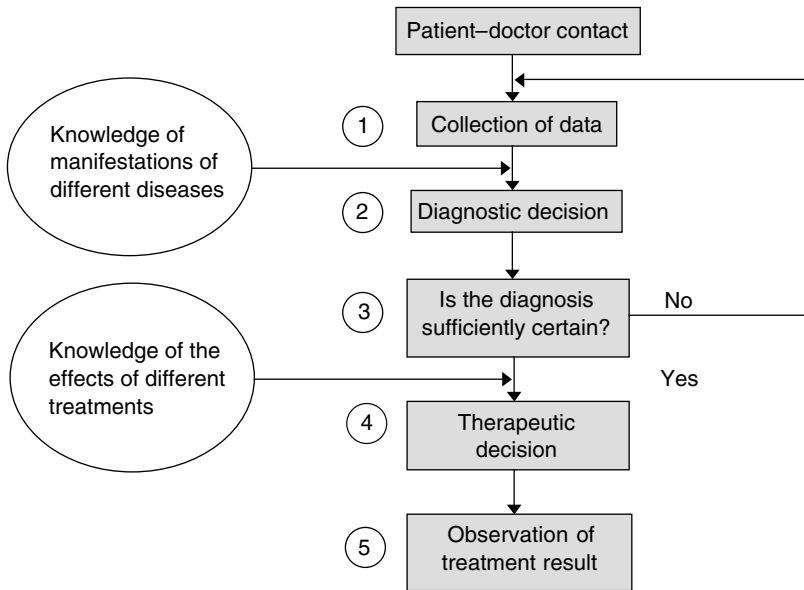 Patient–doctor contact
1
Collection of data
Knowledge of
manifestations of
different diseases
2
Diagnostic decision
3
Is the diagnosis
sufficiently certain?
No
Yes
Knowledge of the
effects of different
treatments
4
Therapeutic
decision
5
Observation of
treatment result